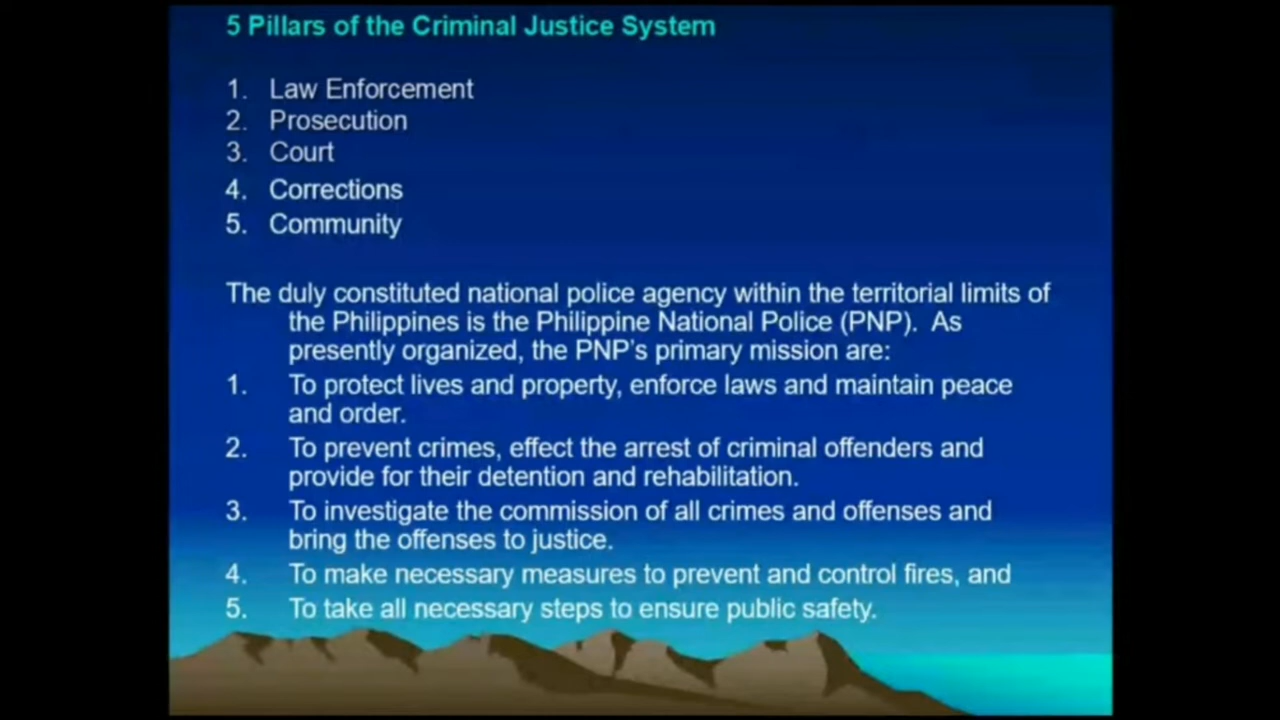 5 Pillars of the Criminal Justice System
1. Law Enforcement
2. Prosecution
3. Court
4. Corrections
5. Community
The duly constituted national police agency within the territorial limits of
the Philippines is the Philippine National Police (PNP). As
presently organized, the PNP's primary mission are:
1. To protect lives and property, enforce laws and maintain peace
and order.
2. To prevent crimes, effect the arrest of criminal offenders and
provide for their detention and rehabilitation.
3. To investigate the commission of all crimes and offenses and
bring the offenses to justice.
4. To make necessary measures to prevent and control fires, and
5. To take all necessary steps to ensure public safety.